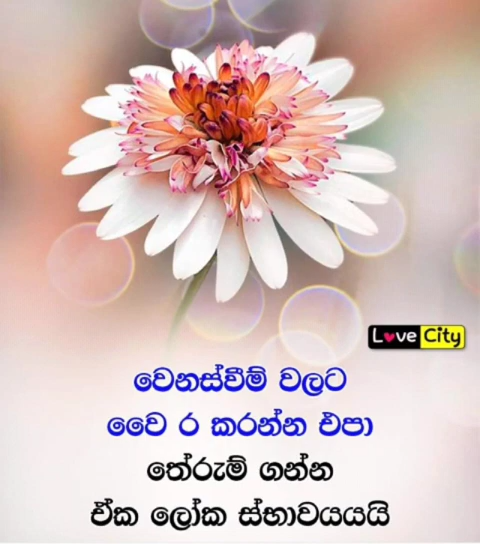 Love City
වෙනස්වීම් වලට
වෛ ර කරන්න එපා
තේරුම් ගන්න
ඒක ලෝක ස්භාවයයයි